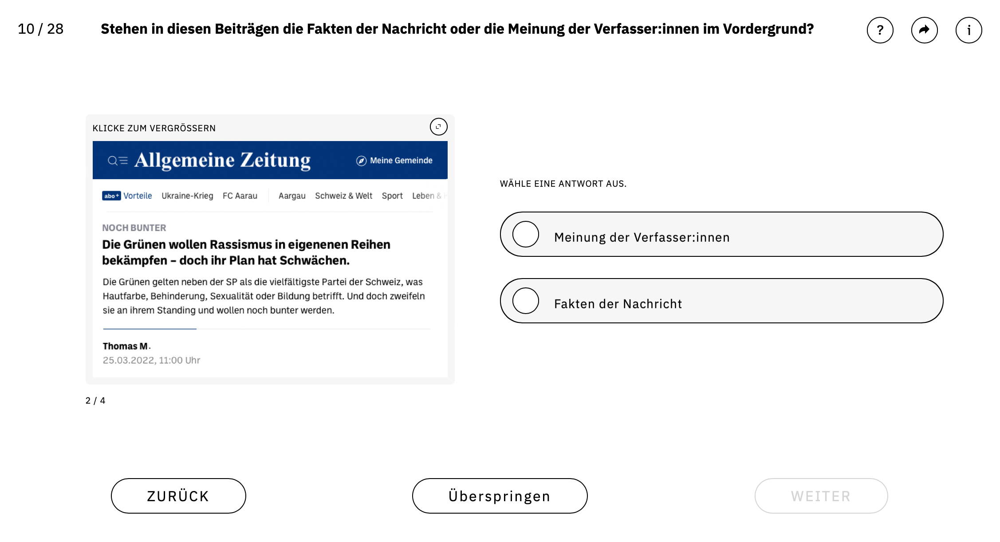 10 / 28
Stehen in diesen Beiträgen die Fakten der Nachricht oder die Meinung der Verfasser:innen im Vordergrund?
?
i
KLICKE ZUM VERGRÖSSERN
Allgemeine Zeitung
Meine Gemeinde
abo+ Vorteile Ukraine-Krieg FC Aarau Aargau Schweiz & Welt Sport Leben &
NOCH BUNTER
Die Grünen wollen Rassismus in eigenenen Reihen
bekämpfen – doch ihr Plan hat Schwächen.
Die Grünen gelten neben der SP als die vielfältigste Partei der Schweiz, was
Hautfarbe, Behinderung, Sexualität oder Bildung betrifft. Und doch zweifeln
sie an ihrem Standing und wollen noch bunter werden.
Thomas M.
25.03.2022, 11:00 Uhr
2 / 4
WÄHLE EINE ANTWORT AUS.
Meinung der Verfasser:innen
Fakten der Nachricht
ZURÜCK
Überspringen
WEITER